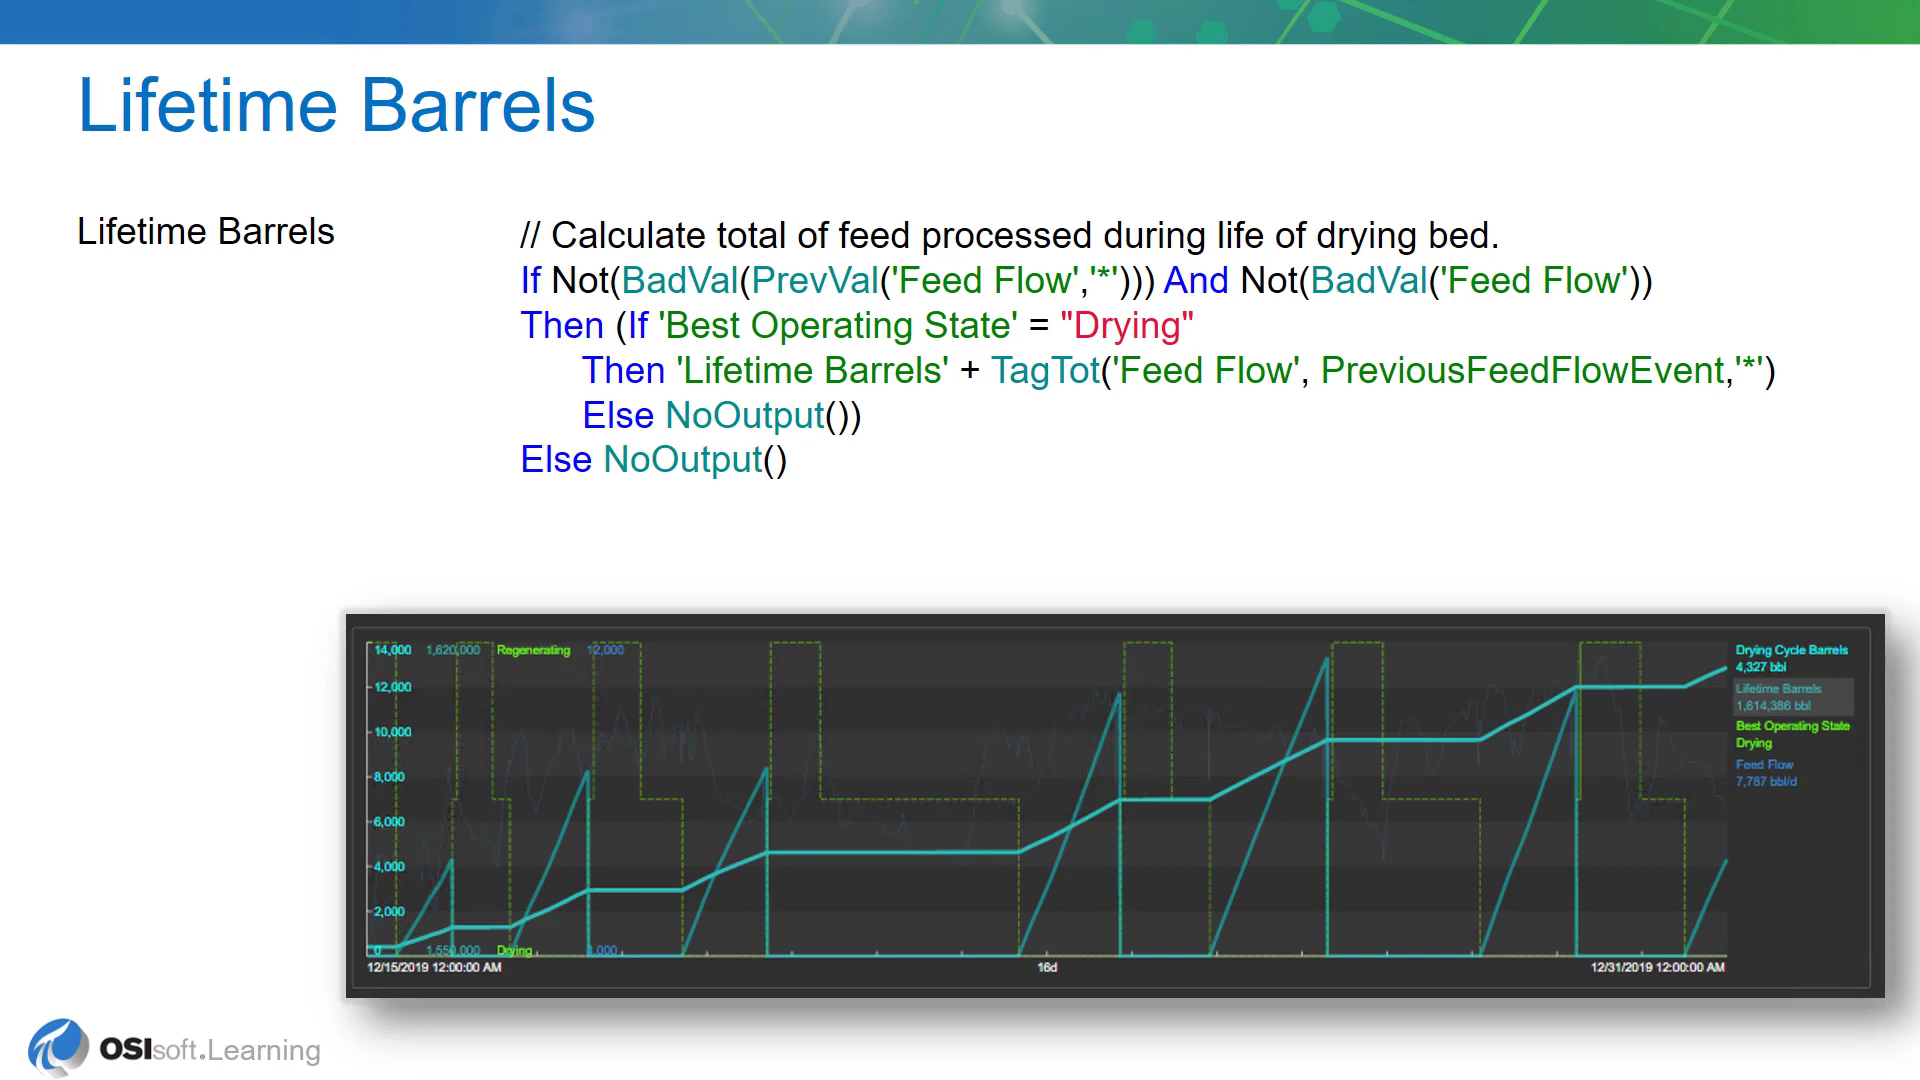 Lifetime Barrels
Lifetime Barrels
// Calculate total of feed processed during life of drying bed.
If Not(BadVal(PrevVal('Feed Flow','*'))) And Not(BadVal('Feed Flow'))
Then (If 'Best Operating State' = "Drying"
Then 'Lifetime Barrels' + TagTot('Feed Flow', PreviousFeedFlowEvent,'*')
Else NoOutput())
Else NoOutput()
14,000 1,620,000 Regenerating 12,000
12,000
10,000
8,000
6,000
4,000
2,000
0 1,550,000 Drying
12/15/2019 12:00:00 AM 16d 12/31/2019 12:00:00 AM
Drying Cycle Barrels
4,327 bbl
Lifetime Barrels
1,614,386 bbl
Best Operating State
Drying
Feed Flow
7,787 bbl/d
OSIsoft.Learning